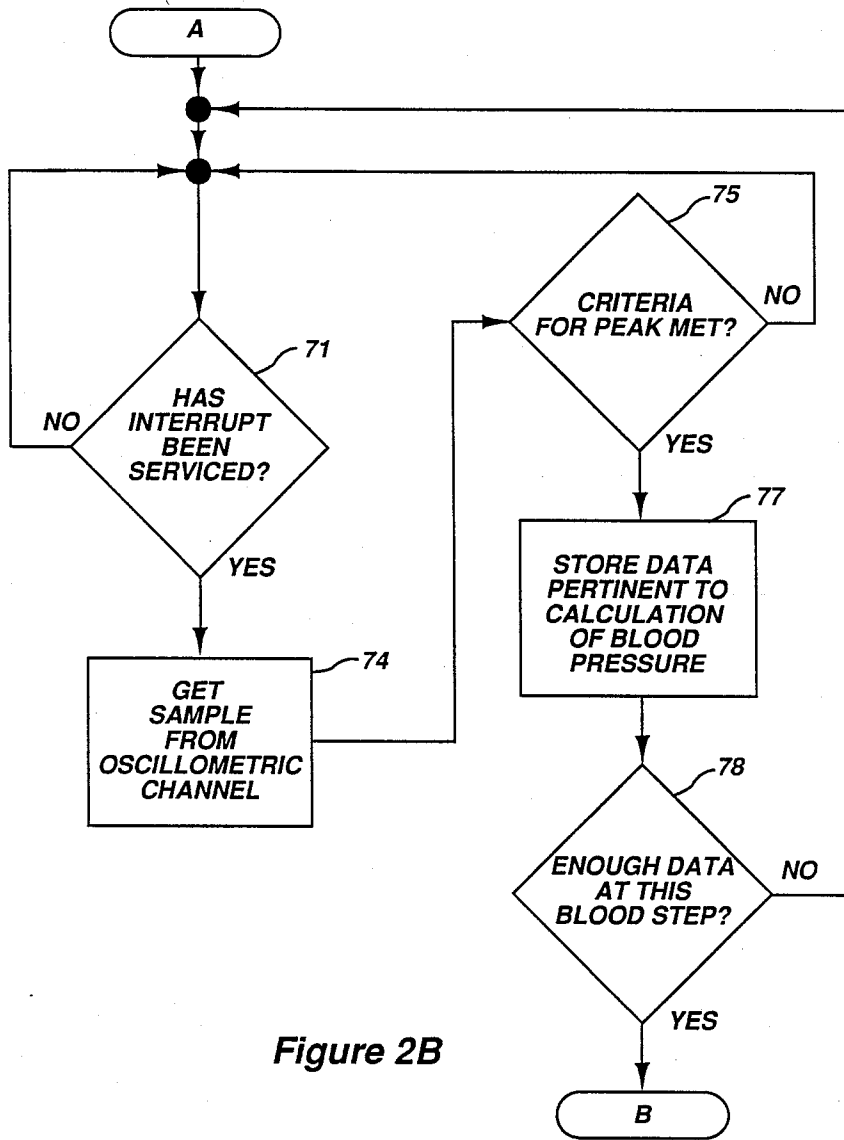 A
71
HAS
INTERRUPT
BEEN
SERVICED?
NO
YES
74
GET
SAMPLE
FROM
OSCILLOMETRIC
CHANNEL
75
CRITERIA
FOR PEAK MET?
NO
YES
77
STORE DATA
PERTINENT TO
CALCULATION
OF BLOOD
PRESSURE
78
ENOUGH DATA
AT THIS
BLOOD STEP?
NO
YES
B
Figure 2B